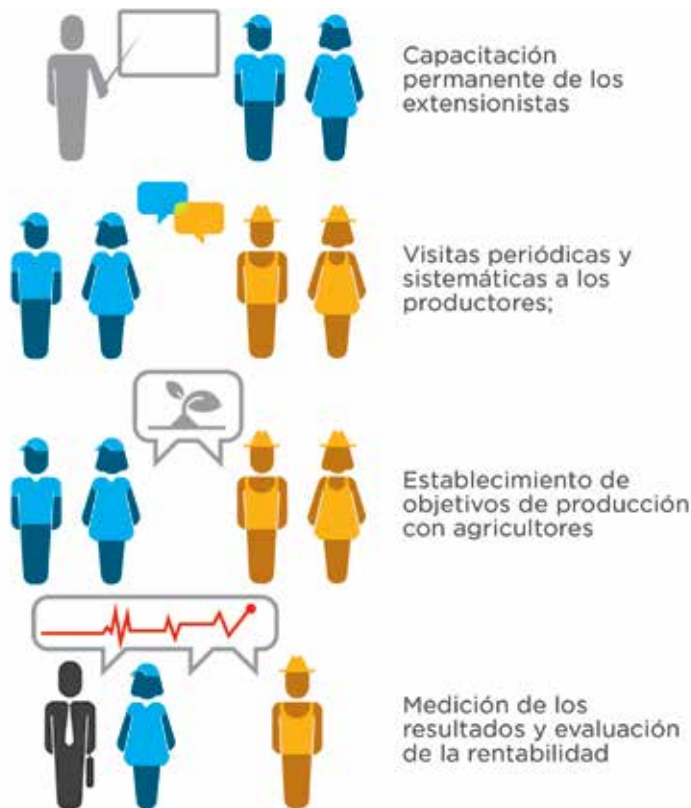 Capacitación
permanente de los
extensionistas
Visitas periódicas y
sistemáticas a los
productores;
Establecimiento de
objetivos de producción
con agricultores
Medición de los
resultados y evaluación
de la rentabilidad